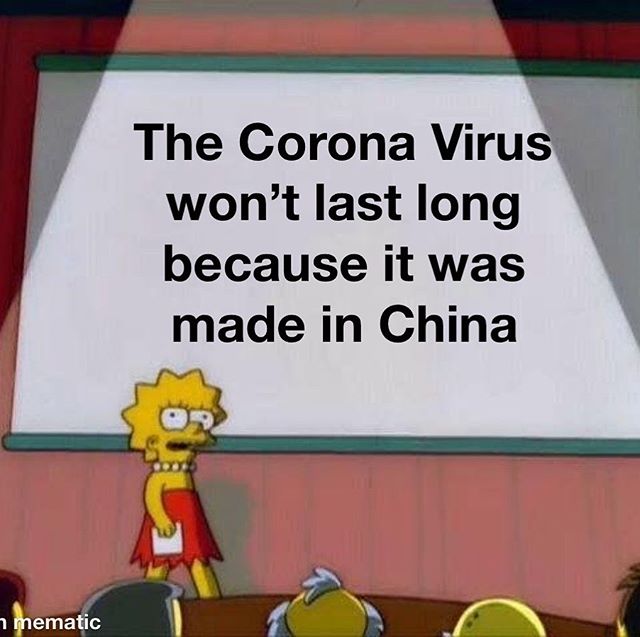 The Corona Virus
won’t last long
because it was
made in China
mematic